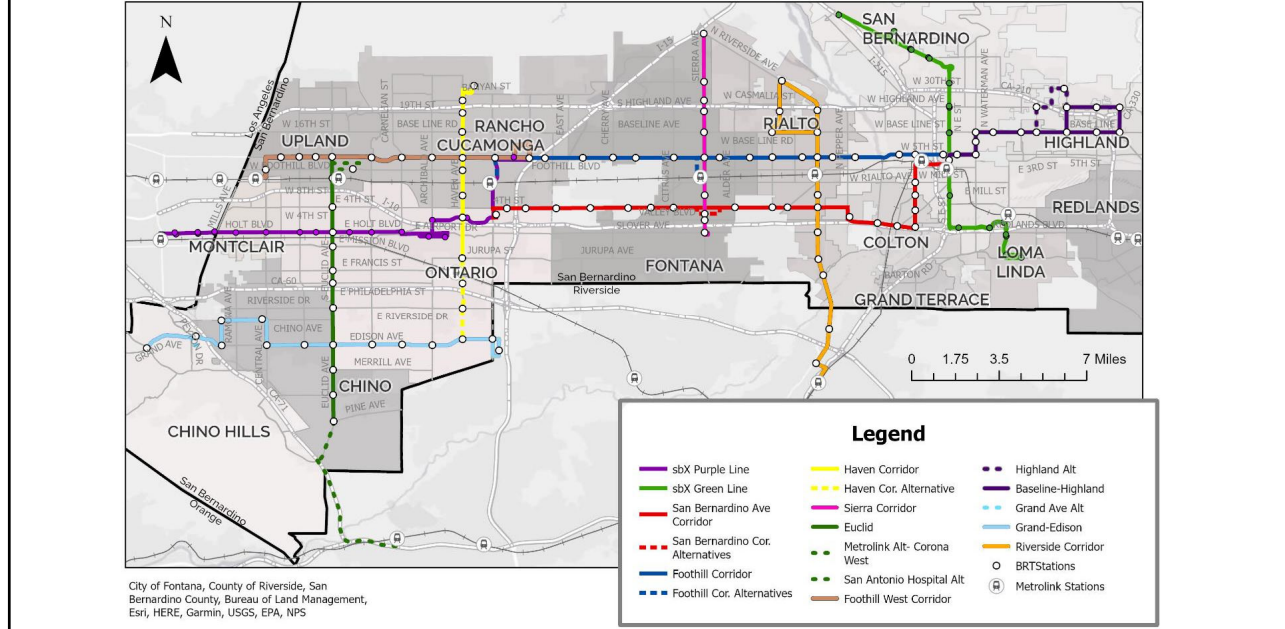 N
SAN
BERNARDINO
I-15
N RIVERSIDE AVE
SIERRA AVE
I-215
W 30TH ST
N WATERMAN AVE
CA-210
CA-330
Los Angeles
San Bernardino
CARNELIAN ST
BANYAN ST
19TH ST
S HIGHLAND AVE
W CASMALIA ST
W HIGHLAND AVE
N E ST
EAST AVE
CHERRY AVE
W 16TH ST
BASE LINE RD
BASELINE AVE
RIALTO
W BASE LINE ST
BASE LINE
UPLAND
RANCHO
CUCAMONGA
W BASE LINE RD
N PEPPER AVE
HIGHLAND
W FOOTHILL BLVD
FOOTHILL BLVD
W 5TH ST
5TH ST
E 3RD ST
ARCHIBALD AVE
HAVEN AVE
CITRUS AVE
ALDER AVE
W RIALTO AVE
W MILL ST
E MILL ST
S MILLS AVE
W 8TH ST
I-10
E 4TH ST
4TH ST
W 4TH ST
VALLEY BLVD
S E ST
REDLANDS
HOLT BLVD
E HOLT BLVD
E AIRPORT DR
SLOVER AVE
REDLANDS BLVD
MONTCLAIR
E MISSION BLVD
JURUPA ST
JURUPA AVE
COLTON
LOMA
LINDA
E FRANCIS ST
ONTARIO
FONTANA
BARTON RD
CA-60
San Bernardino
Riverside
E PHILADELPHIA ST
S EUCLID AVE
RIVERSIDE DR
GRAND TERRACE
RAMONA AVE
E RIVERSIDE DR
CHINO AVE
EDISON AVE
GRAND AVE
CENTRAL AVE
MERRILL AVE
0 1.75 3.5 7 Miles
EUCLID AVE
CHINO
CA-71
PINE AVE
CHINO HILLS
San Bernardino
Orange
Legend
sbX Purple Line
sbX Green Line
San Bernardino Ave
Corridor
San Bernardino Cor.
Alternatives
Foothill Corridor
Foothill Cor. Alternatives
Haven Corridor
Haven Cor. Alternative
Sierra Corridor
Euclid
Metrolink Alt- Corona
West
San Antonio Hospital Alt
Foothill West Corridor
Highland Alt
Baseline-Highland
Grand Ave Alt
Grand-Edison
Riverside Corridor
BRTStations
Metrolink Stations
City of Fontana, County of Riverside, San
Bernardino County, Bureau of Land Management,
Esri, HERE, Garmin, USGS, EPA, NPS